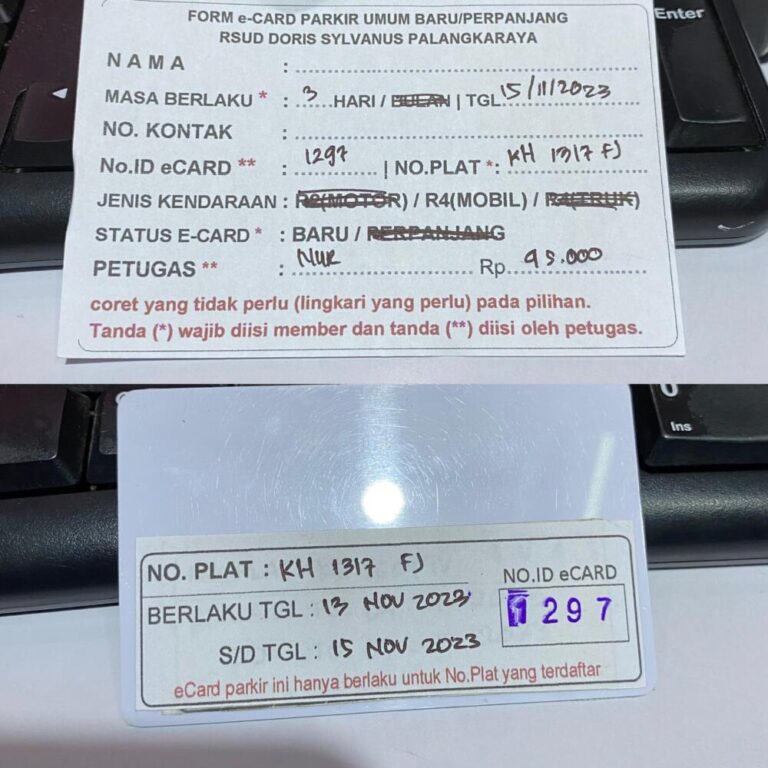 FORM e-CARD PARKIR UMUM BARU/PERPANJANG
RSUD DORIS SYLVANUS PALANGKARAYA
NAMA :
MASA BERLAKU * : 3 HARI / BULAN | TGL 15/11/2023
NO. KONTAK :
No.ID eCARD ** : 1297 | NO.PLAT *: KH 1317 FJ
JENIS KENDARAAN : R2(MOTOR) / R4(MOBIL) / R4(TRUK)
STATUS E-CARD * : BARU / PERPANJANG
PETUGAS ** : NUR Rp. 95.000
coret yang tidak perlu (lingkari yang perlu) pada pilihan.
Tanda (*) wajib diisi member dan tanda (**) diisi oleh petugas.
Enter
0
Ins
NO. PLAT : KH 1317 FJ
NO.ID eCARD
BERLAKU TGL : 13 NOV 2023
1297
S/D TGL : 15 NOV 2023
eCard parkir ini hanya berlaku untuk No.Plat yang terdaftar